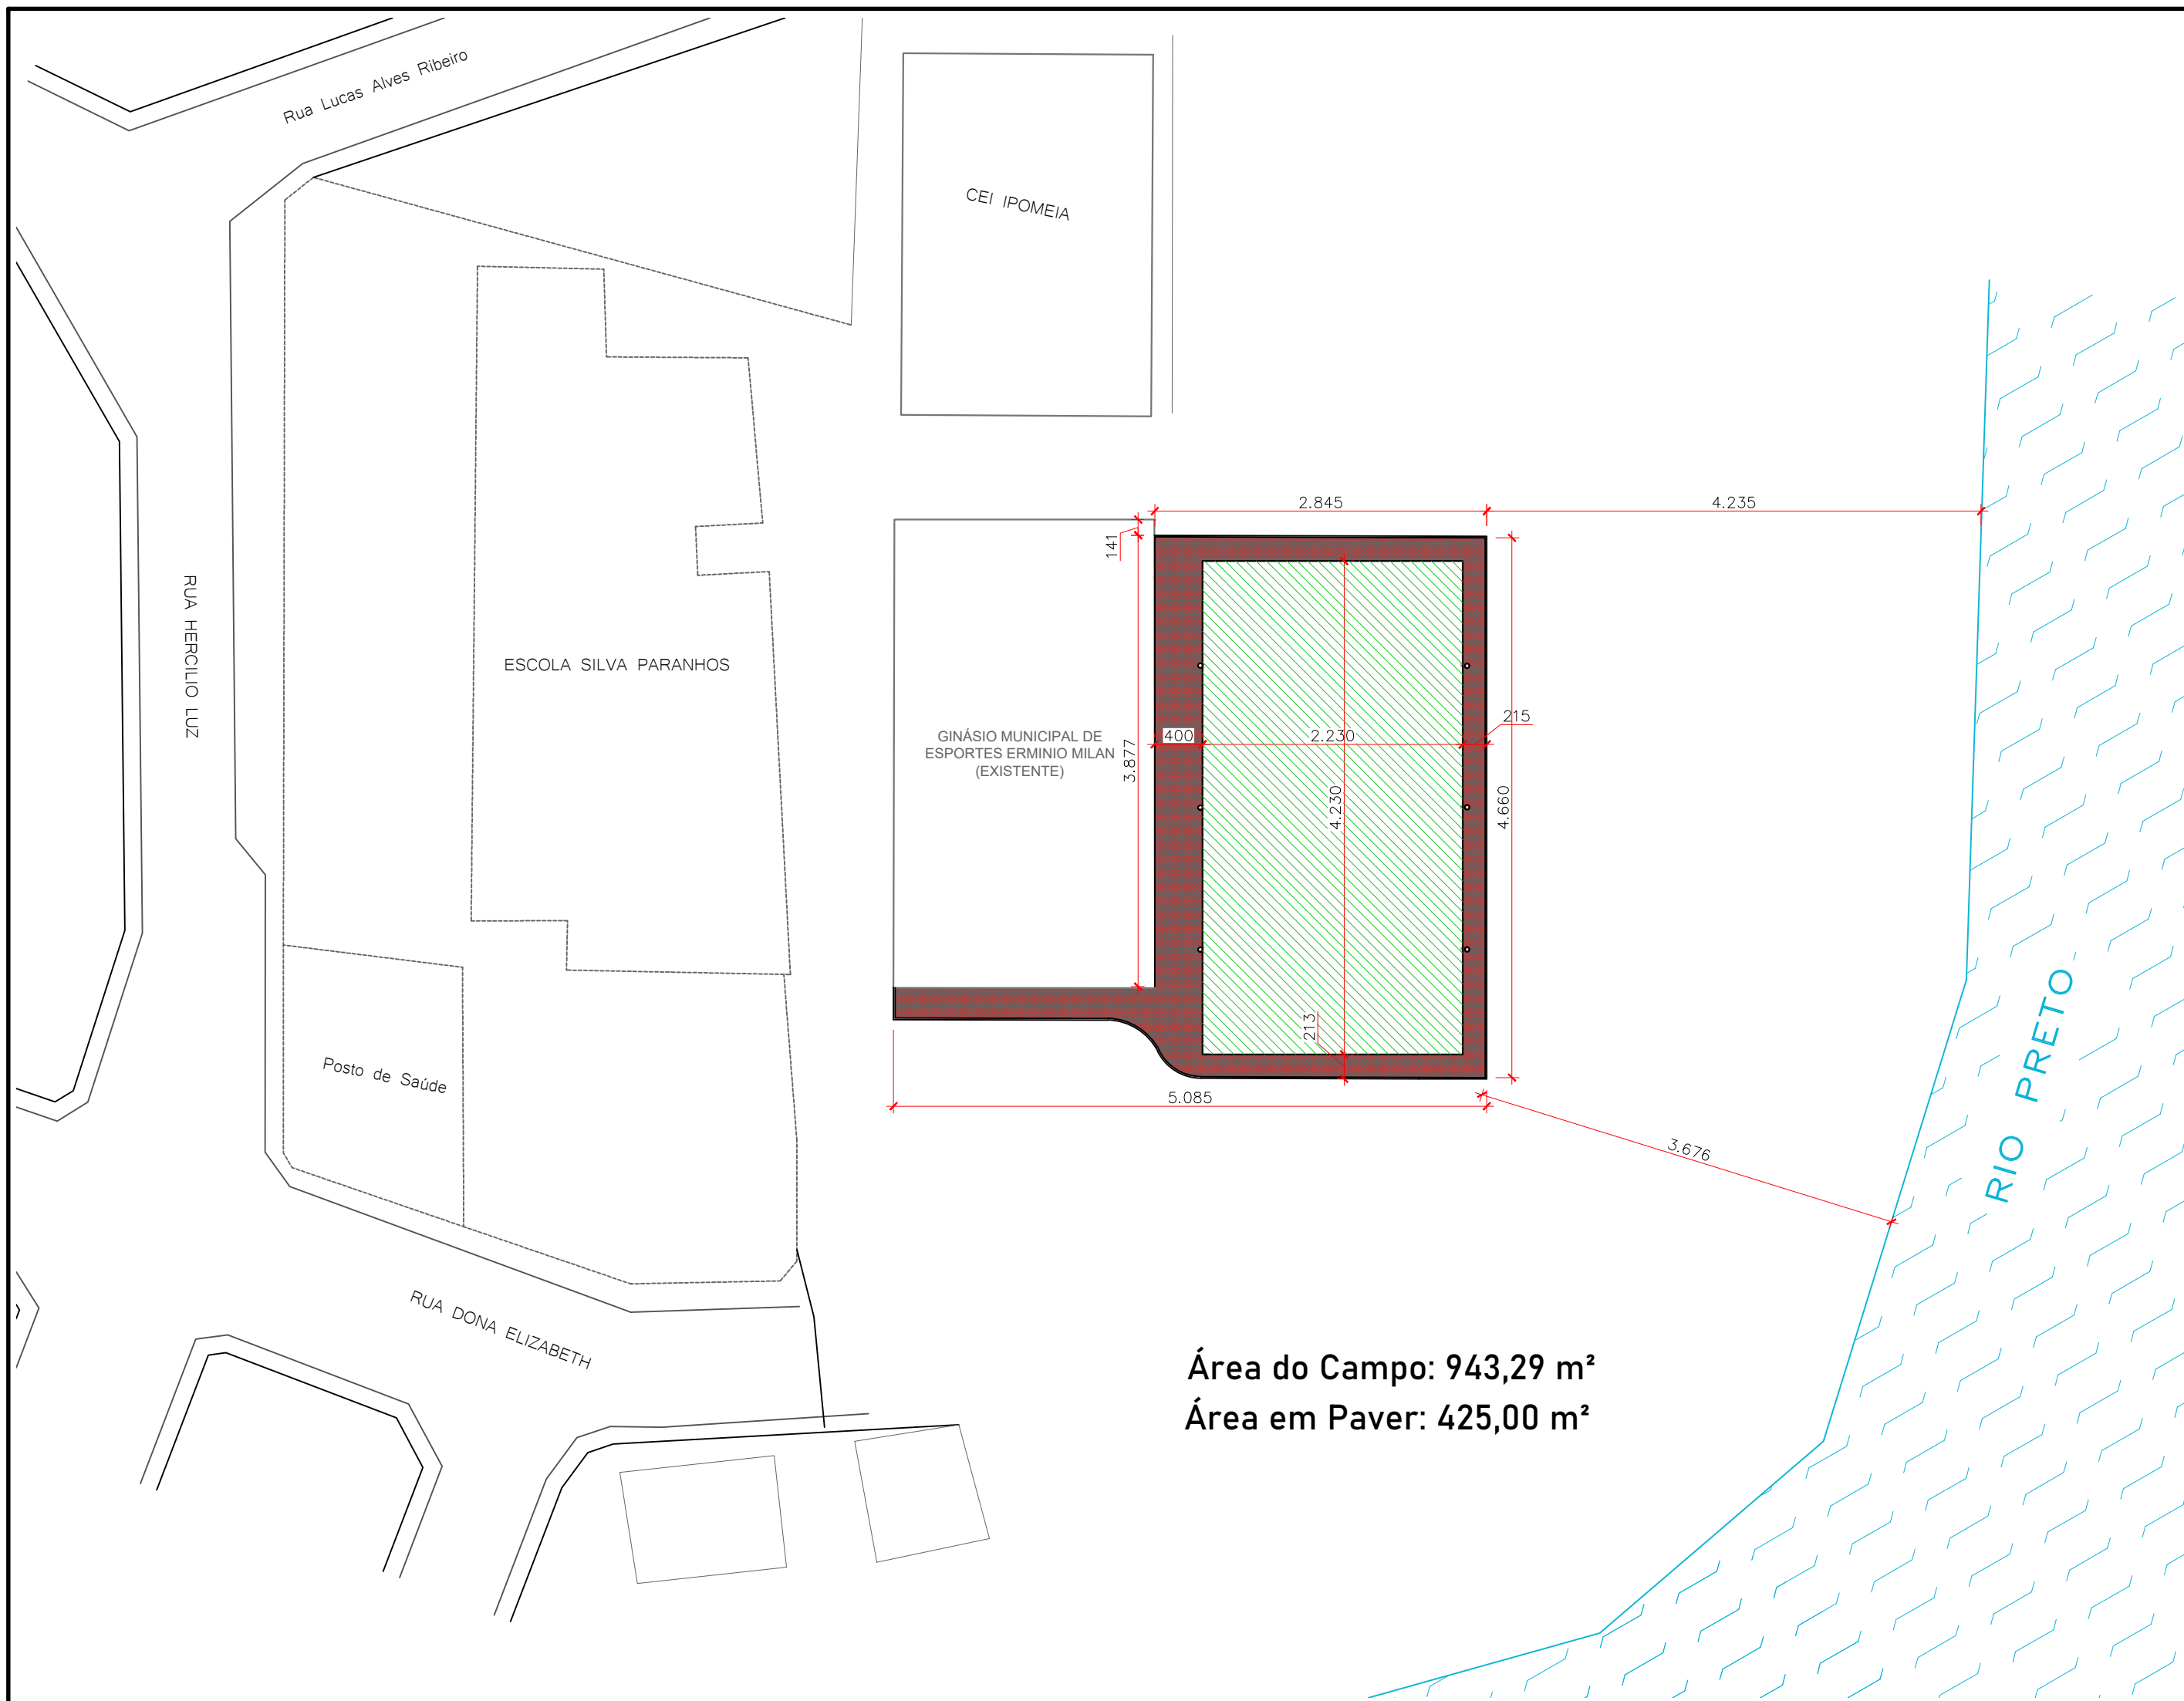 Rua Lucas Alves Ribeiro
CEI IPOMEIA
2.845
4.235
141
RUA HERCILIO LUZ
ESCOLA SILVA PARANHOS
GINÁSIO MUNICIPAL DE
ESPORTES ERMINIO MILAN
(EXISTENTE)
3.877
400
2.230
215
4.230
4.660
213
Posto de Saúde
5.085
3.676
RIO PRETO
RUA DONA ELIZABETH
Área do Campo: 943,29 m²
Área em Paver: 425,00 m²